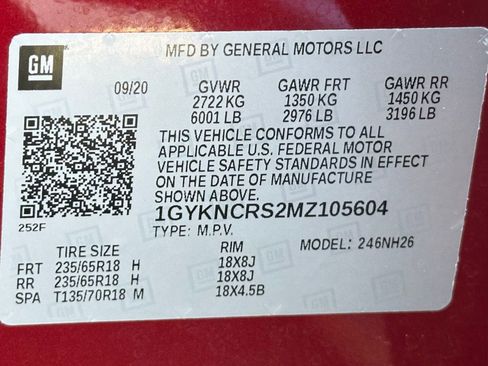 GM
MFD BY GENERAL MOTORS LLC
09/20 GVWR GAWR FRT GAWR RR
2722 KG 1350 KG 1450 KG
6001 LB 2976 LB 3196 LB
THIS VEHICLE CONFORMS TO ALL
APPLICABLE U.S. FEDERAL MOTOR
VEHICLE SAFETY STANDARDS IN EFFECT
ON THE DATE OF MANUFACTURE
SHOWN ABOVE.
1GYKNCRS2MZ105604
252F
TYPE: M.P.V.
TIRE SIZE RIM MODEL: 246NH26
FRT 235/65R18 H 18X8J
RR 235/65R18 H 18X8J
SPA T135/70R18 M 18X4.5B